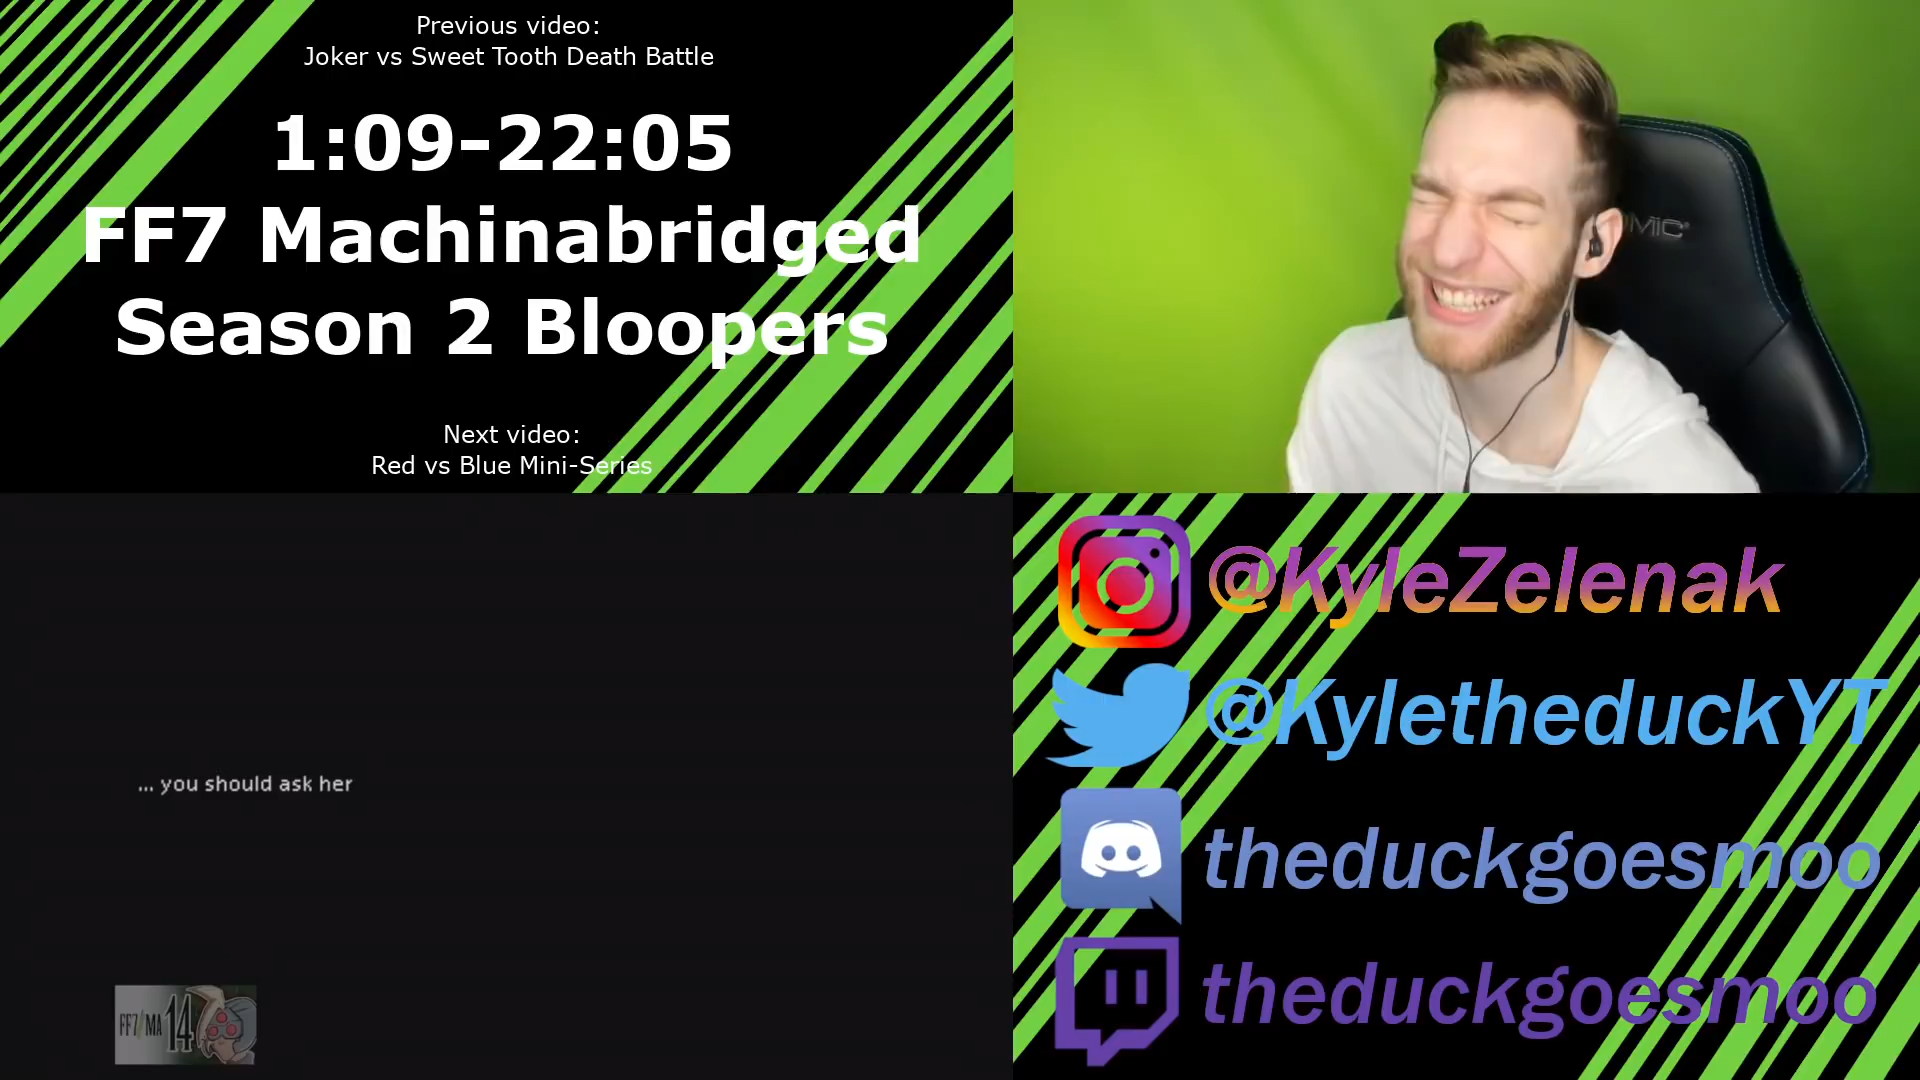 Previous video:
Joker vs Sweet Tooth Death Battle
1:09-22:05
FF7 Machinabridged
Season 2 Bloopers
Next video:
Red vs Blue Mini-Series
... you should ask her
FF7/MA 14
@KyleZelenak
@KyletheduckYT
theduckgoesmoo
theduckgoesmoo